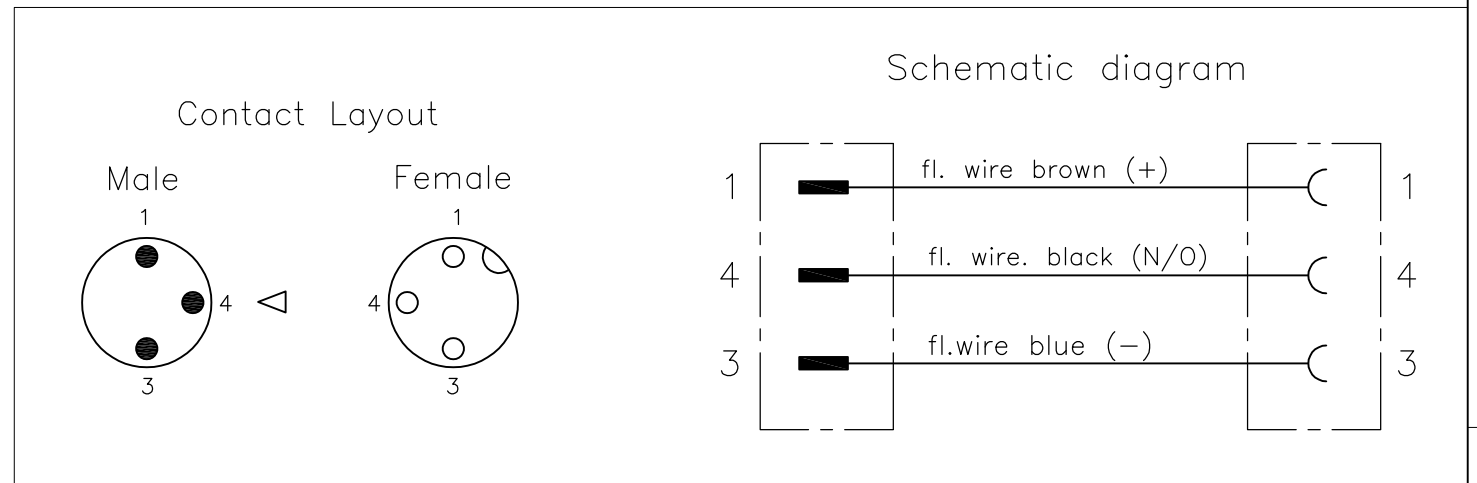 Schematic diagram
Contact Layout
Male
Female
1
1
4
4
3
3
1
fl. wire brown (+)
1
4
fl. wire. black (N/O)
4
3
fl.wire blue (-)
3